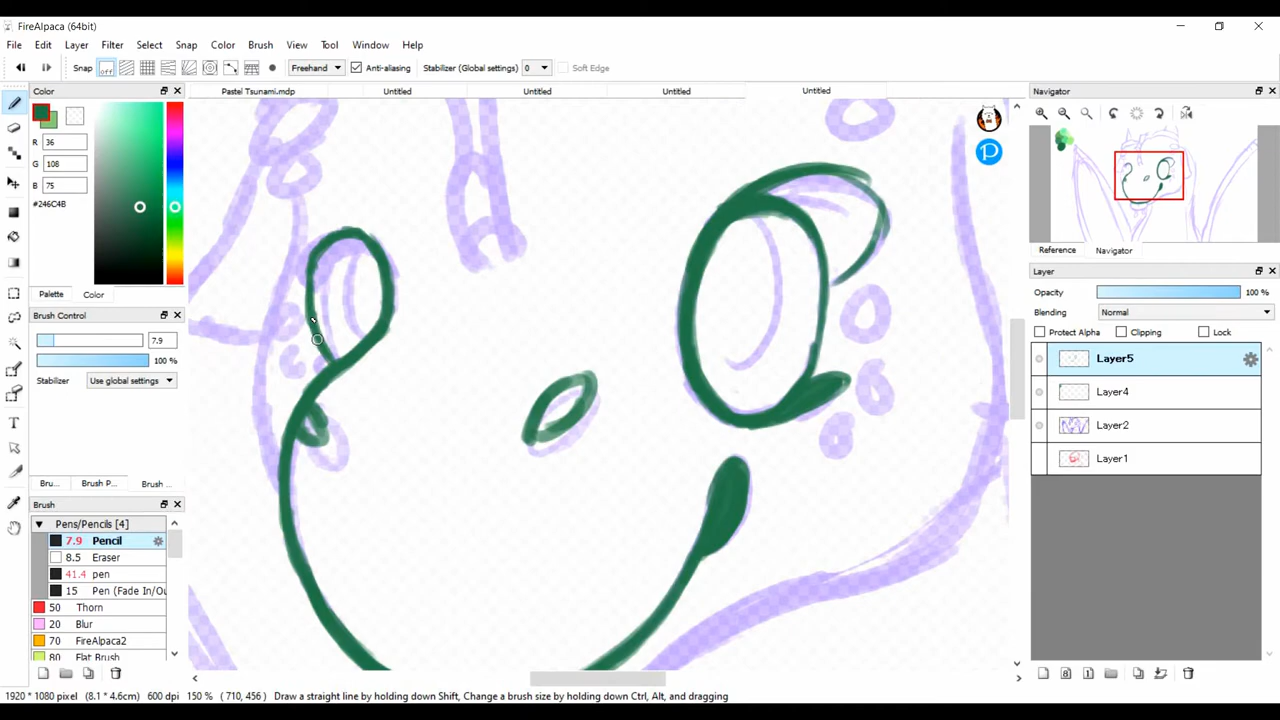 FireAlpaca (64bit)
File Edit Layer Filter Select Snap Color Brush View Tool Window Help
Snap off Freehand Anti-aliasing Stabilizer (Global settings) 0 Soft Edge
Color Pastel Tsunami.mdp Untitled Untitled Untitled Untitled Navigator
R 36
G 108
B 75
#246C4B
Palette Color
Reference Navigator
Layer
Opacity 100 %
Blending Normal
Protect Alpha Clipping Lock
Layer5
Layer4
Layer2
Layer1
Brush Control
7.9
100 %
Stabilizer Use global settings
Bru... Brush P... Brush ...
Brush
Pens/Pencils [4]
7.9 Pencil
8.5 Eraser
41.4 pen
15 Pen (Fade In/Ou
50 Thorn
20 Blur
70 FireAlpaca2
80 Flat Brush
1920 * 1080 pixel (8.1 * 4.6cm) 600 dpi 150 % ( 710, 456 ) Draw a straight line by holding down Shift, Change a brush size by holding down Ctrl, Alt, and dragging